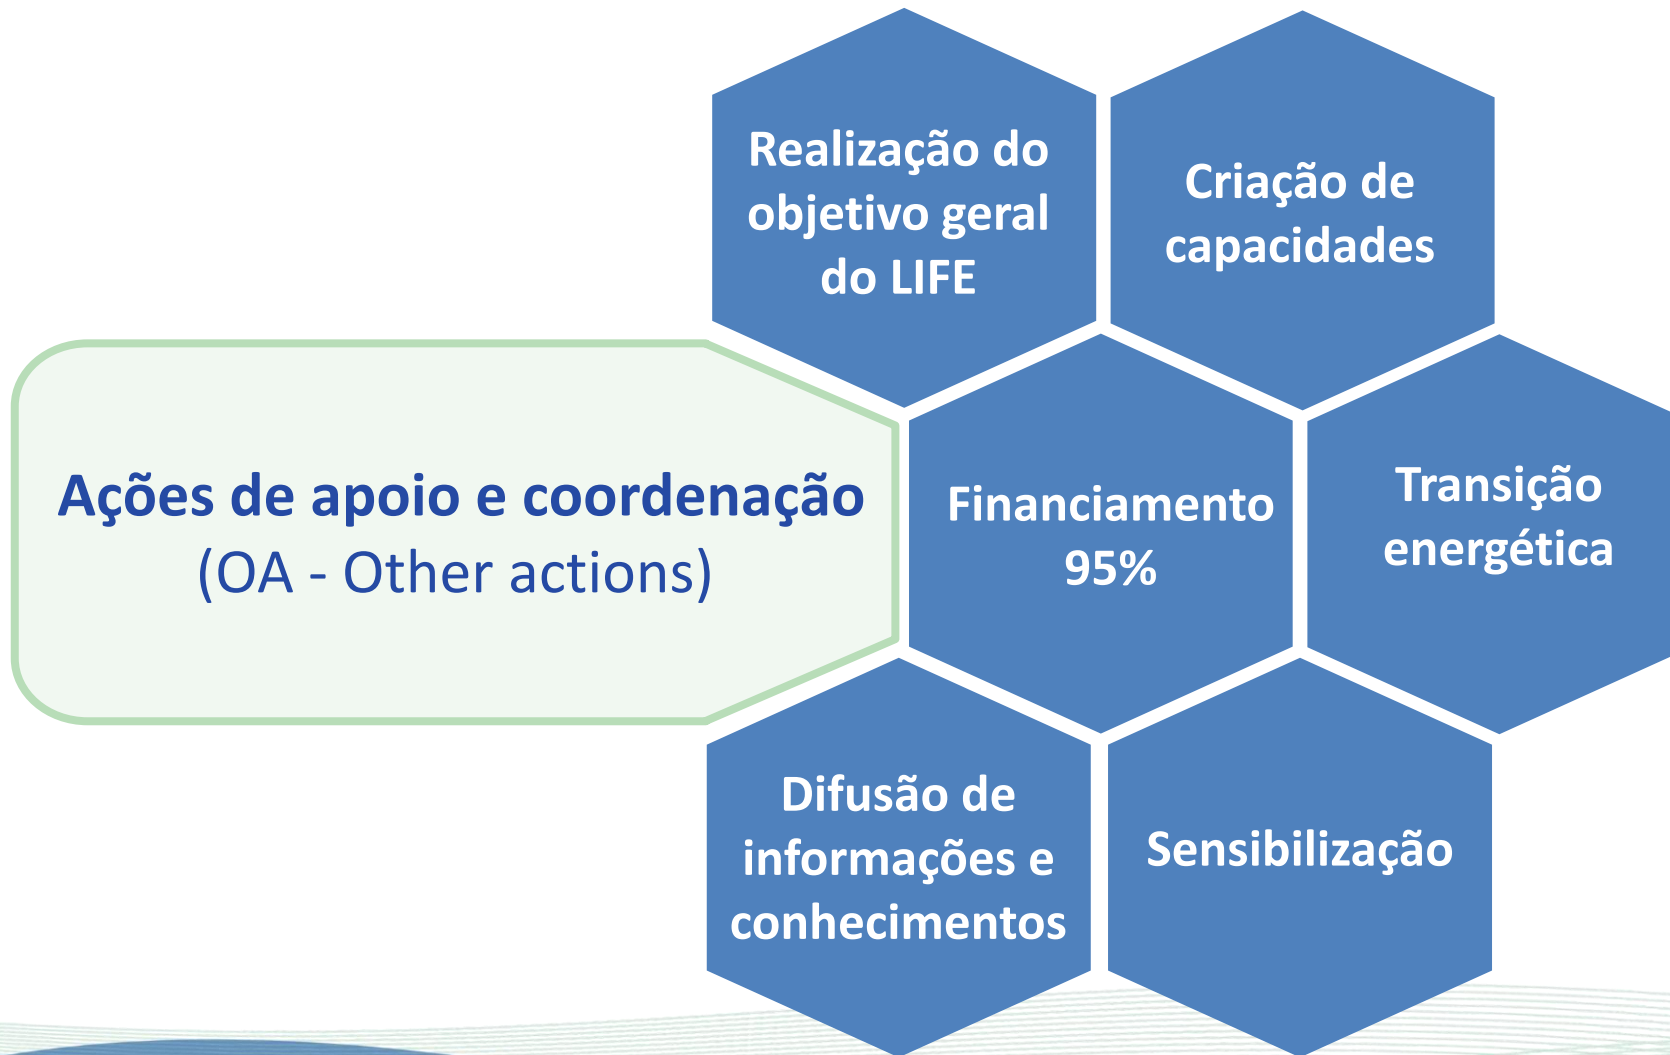 Realização do
objetivo geral
do LIFE
Criação de
capacidades
Ações de apoio e coordenação
(OA - Other actions)
Financiamento
95%
Transição
energética
Difusão de
informações e
conhecimentos
Sensibilização